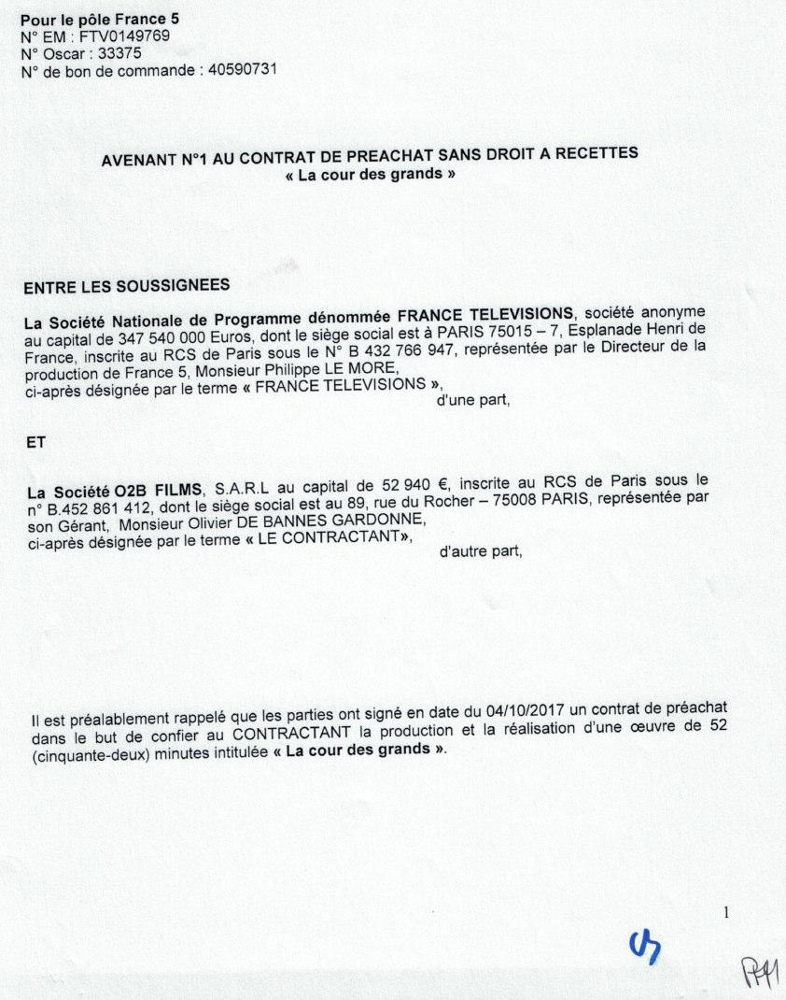 Pour le pôle France 5
N° EM : FTV0149769
N° Oscar : 33375
N° de bon de commande : 40590731
AVENANT N°1 AU CONTRAT DE PREACHAT SANS DROIT A RECETTES
« La cour des grands »
ENTRE LES SOUSSIGNEES
La Société Nationale de Programme dénommée FRANCE TELEVISIONS, société anonyme
au capital de 347 540 000 Euros, dont le siège social est à PARIS 75015 – 7, Esplanade Henri de
France, inscrite au RCS de Paris sous le N° B 432 766 947, représentée par le Directeur de la
production de France 5, Monsieur Philippe LE MORE,
ci-après désignée par le terme « FRANCE TELEVISIONS »,
d'une part,
ET
La Société O2B FILMS, S.A.R.L au capital de 52 940 €, inscrite au RCS de Paris sous le
n° B.452 861 412, dont le siège social est au 89, rue du Rocher – 75008 PARIS, représentée par
son Gérant, Monsieur Olivier DE BANNES GARDONNE,
ci-après désignée par le terme « LE CONTRACTANT»,
d'autre part,
Il est préalablement rappelé que les parties ont signé en date du 04/10/2017 un contrat de préachat
dans le but de confier au CONTRACTANT la production et la réalisation d'une œuvre de 52
(cinquante-deux) minutes intitulée « La cour des grands ».
1